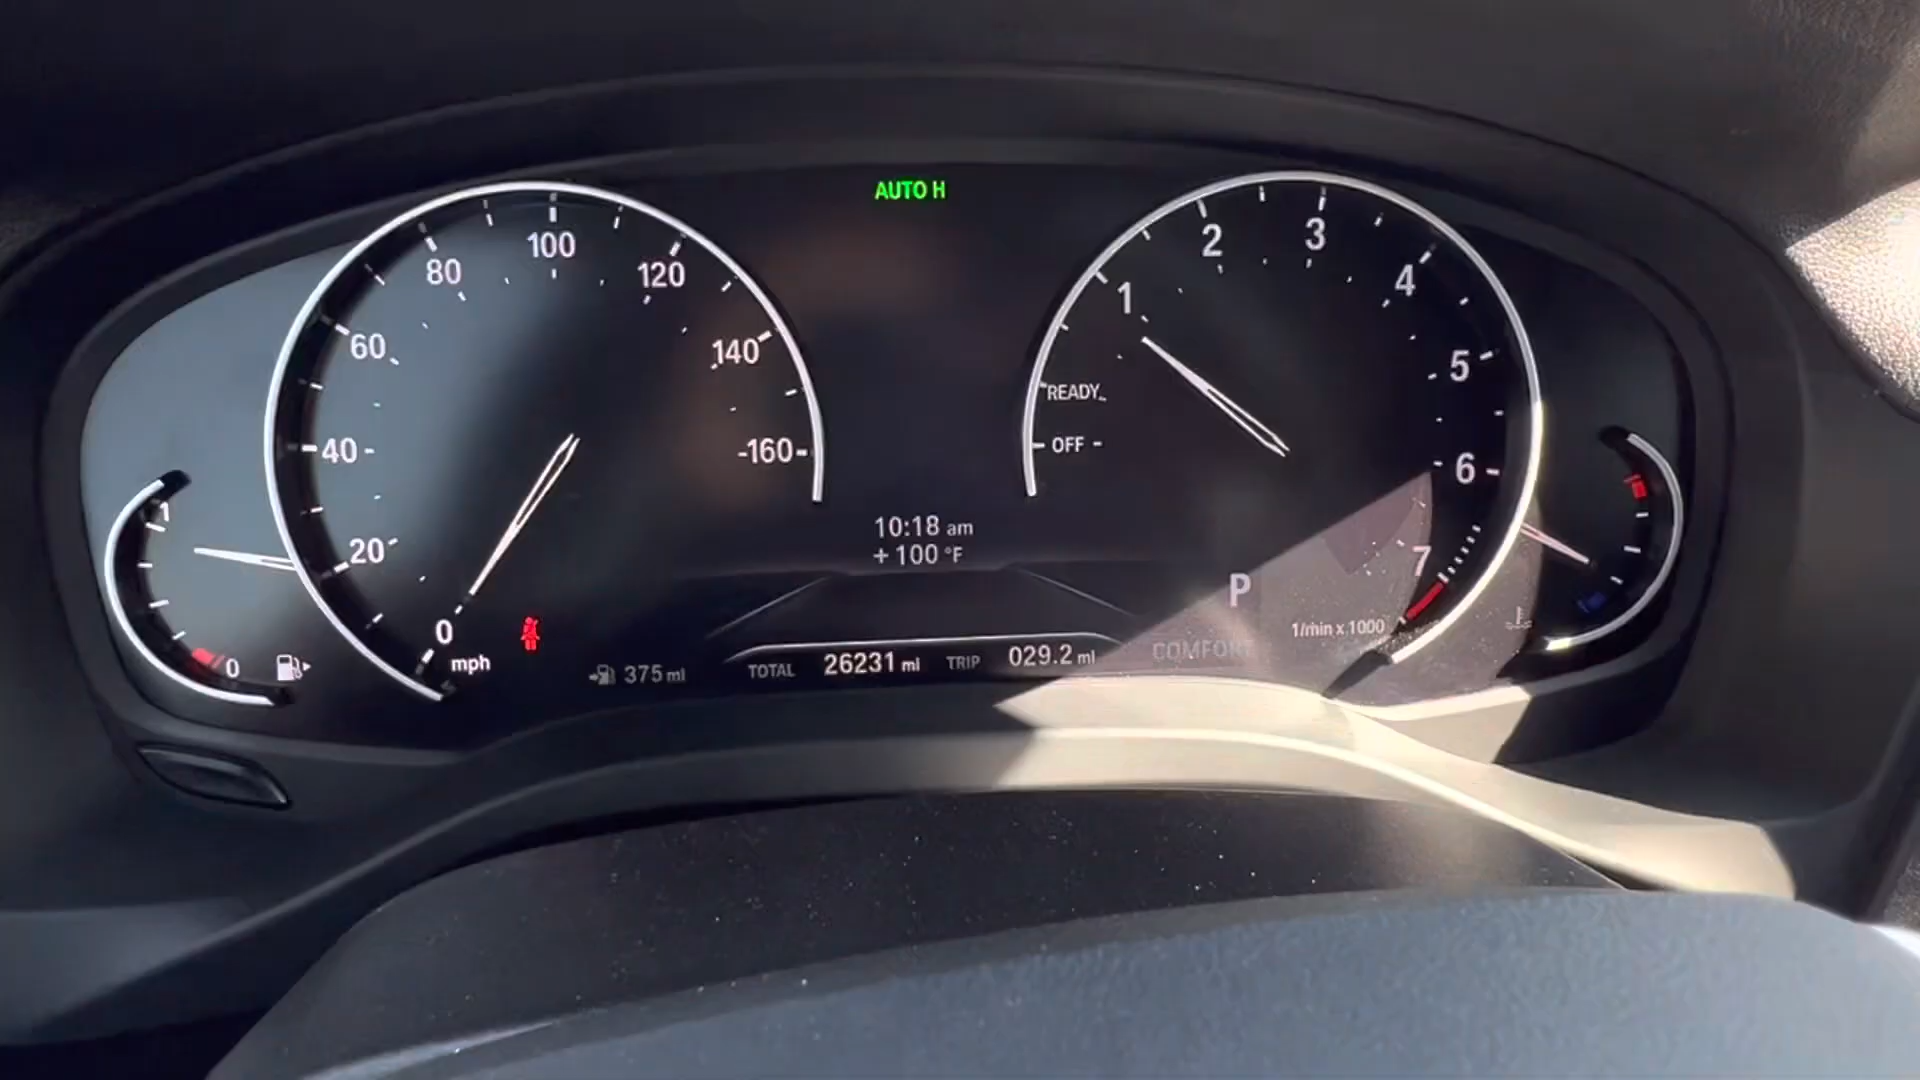 AUTO H
80
100
120
60
140
40
-160-
20
0
mph
1
0
375 mi
10:18 am
+100 °F
TOTAL 26231 mi TRIP 029.2 mi
1
2
3
4
5
6
7
READY
OFF
P
1/min x 1000
COMFORT